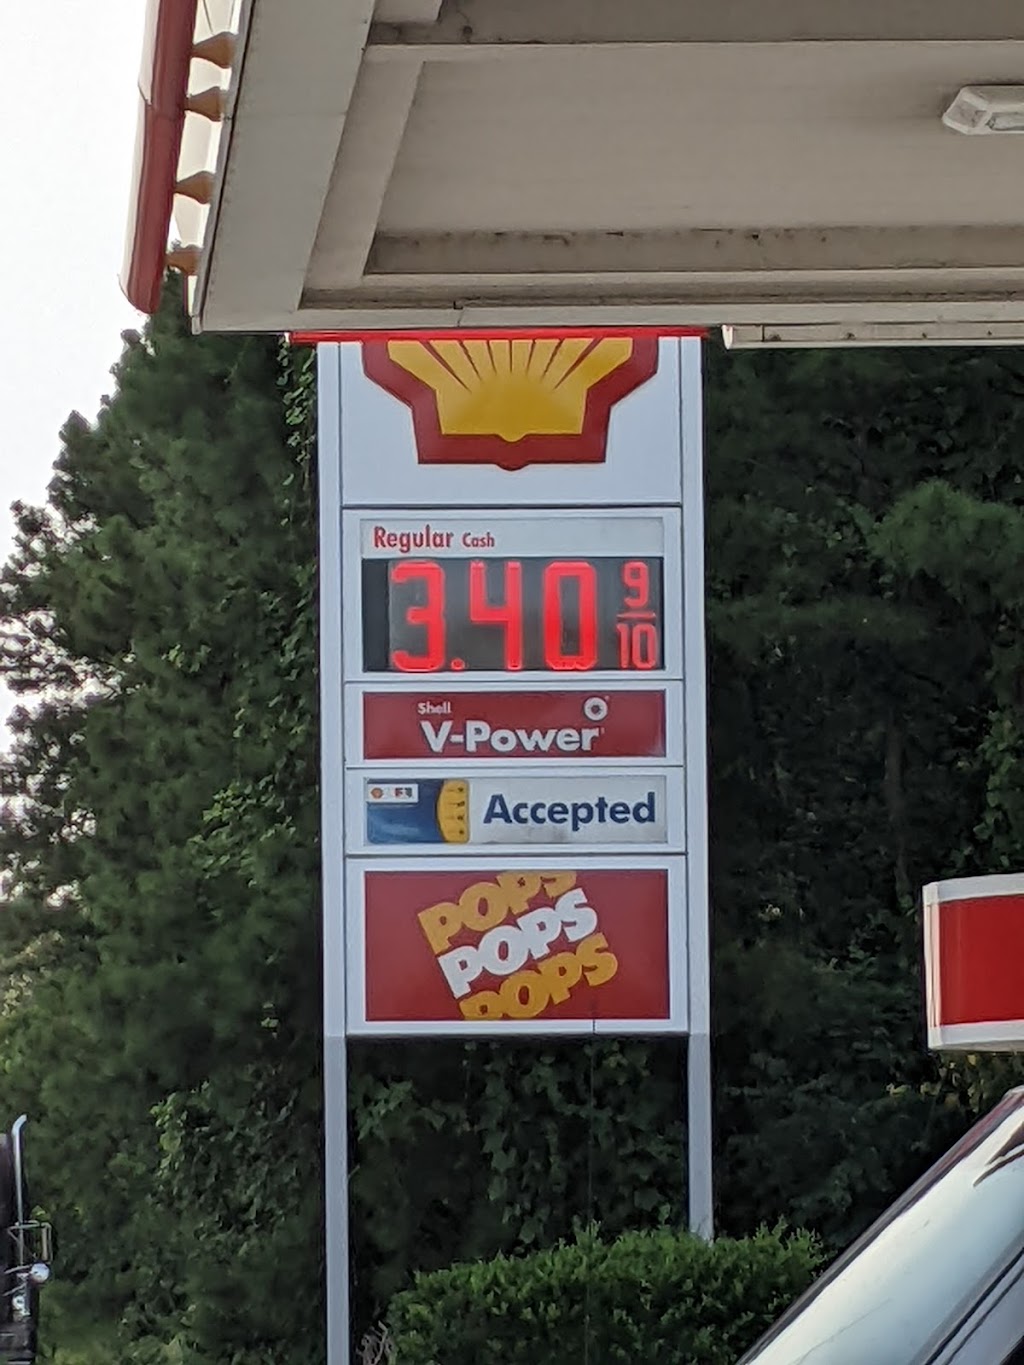 Regular Cash
3.40 9/10
Shell
V-Power
Accepted
POPS
POPS
POPS